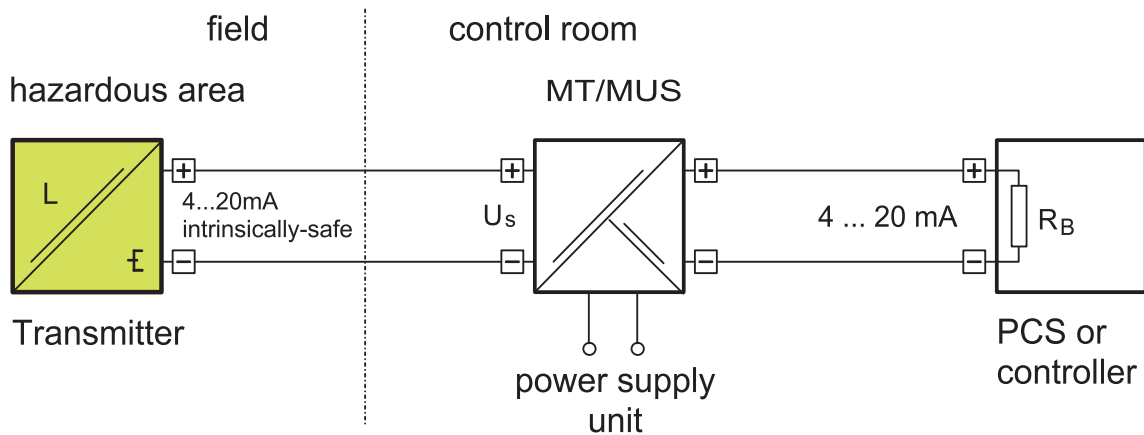 field
control room
hazardous area
MT/MUS
L
E
+
−
4...20mA
intrinsically-safe
Us
+
−
+
−
4 ... 20 mA
+
−
RB
Transmitter
power supply
unit
PCS or
controller